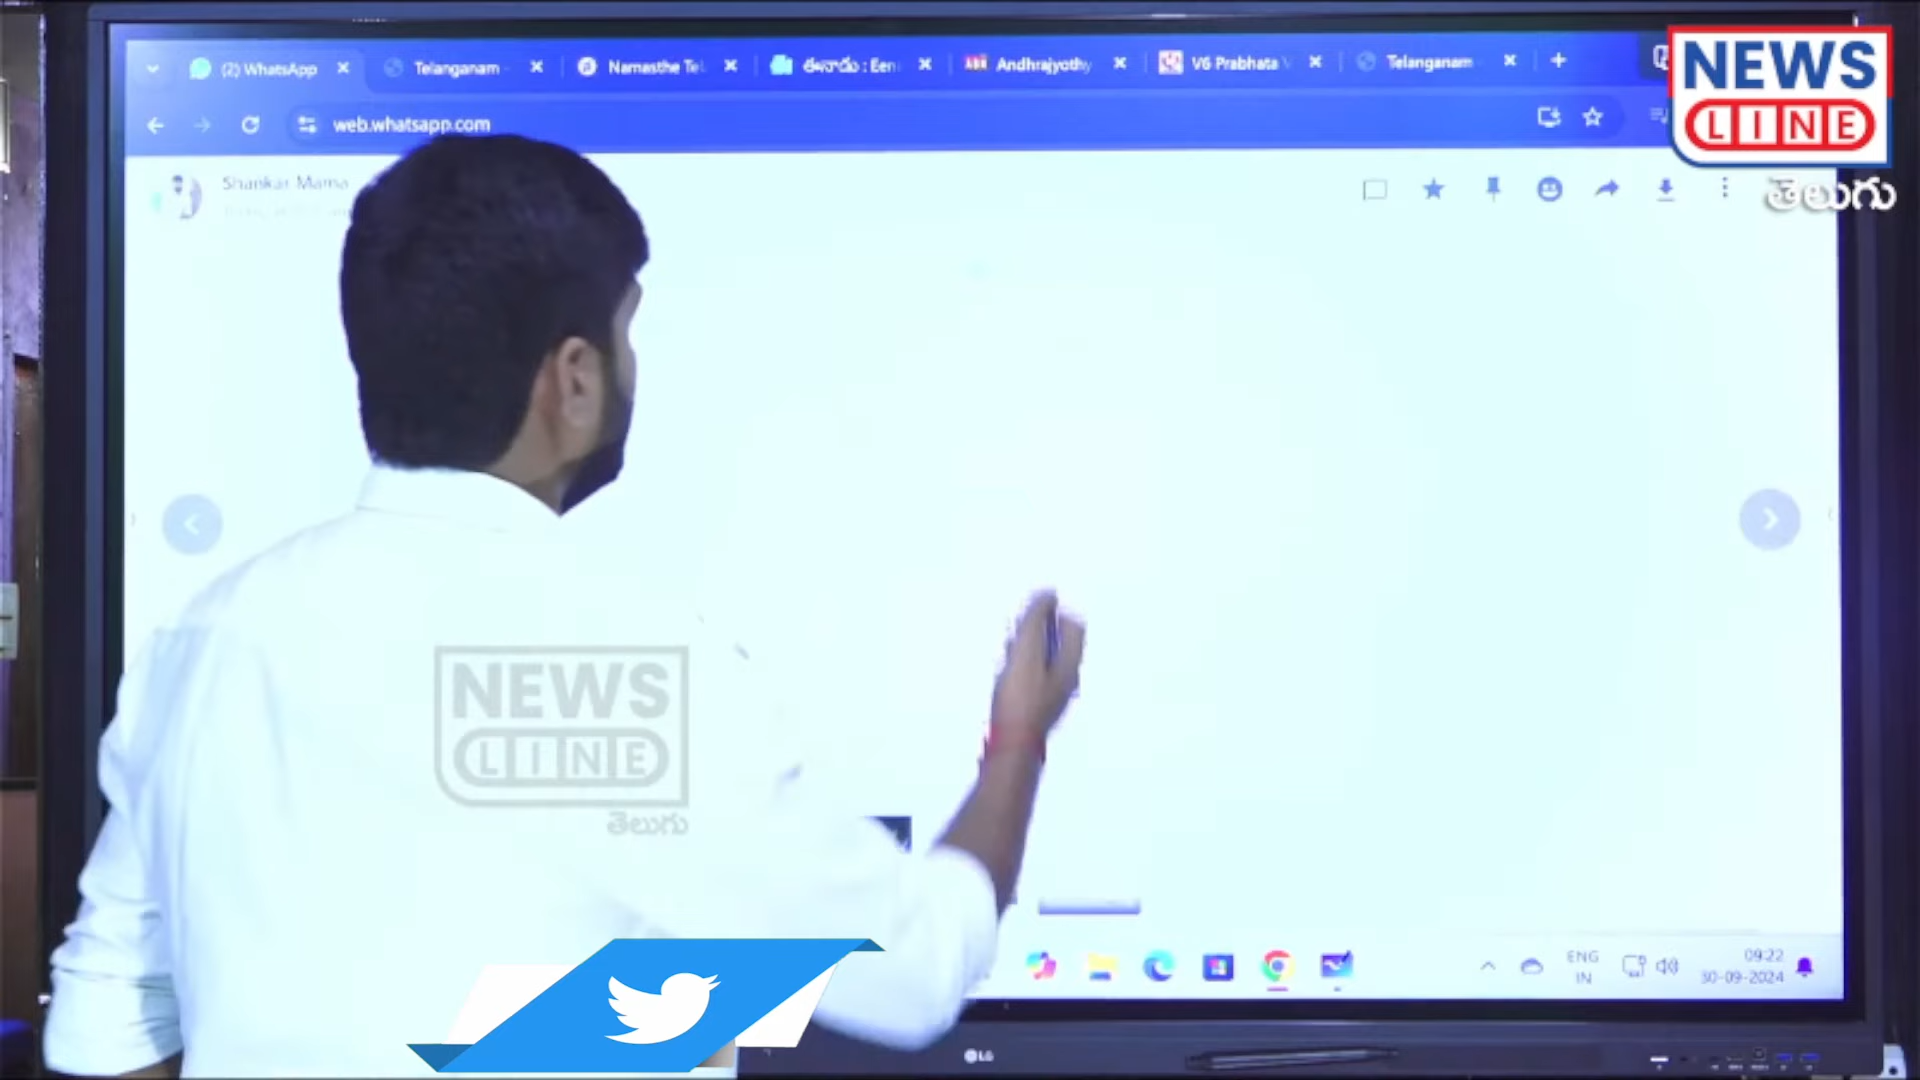 (2) WhatsApp
Telanganam
Namasthe Tel
ఈనాడు : Een
Andhrajyothy
V6 Prabhata V
Telanganam
web.whatsapp.com
NEWS
LINE
తెలుగు
Shankar Mama
NEWS
LINE
తెలుగు
ENG
IN
09:22
30-09-2024
LG